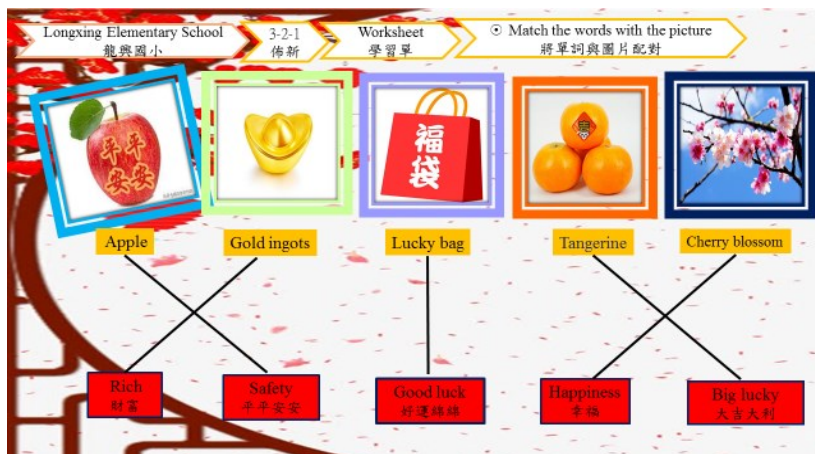 Longxing Elementary School
龍興國小
3-2-1
佈新
Worksheet
學習單
⊙ Match the words with the picture
將單詞與圖片配對
平平
安安
福
袋
Apple
Gold ingots
Lucky bag
Tangerine
Cherry blossom
Rich
財富
Safety
平平安安
Good luck
好運綿綿
Happiness
幸福
Big lucky
大吉大利